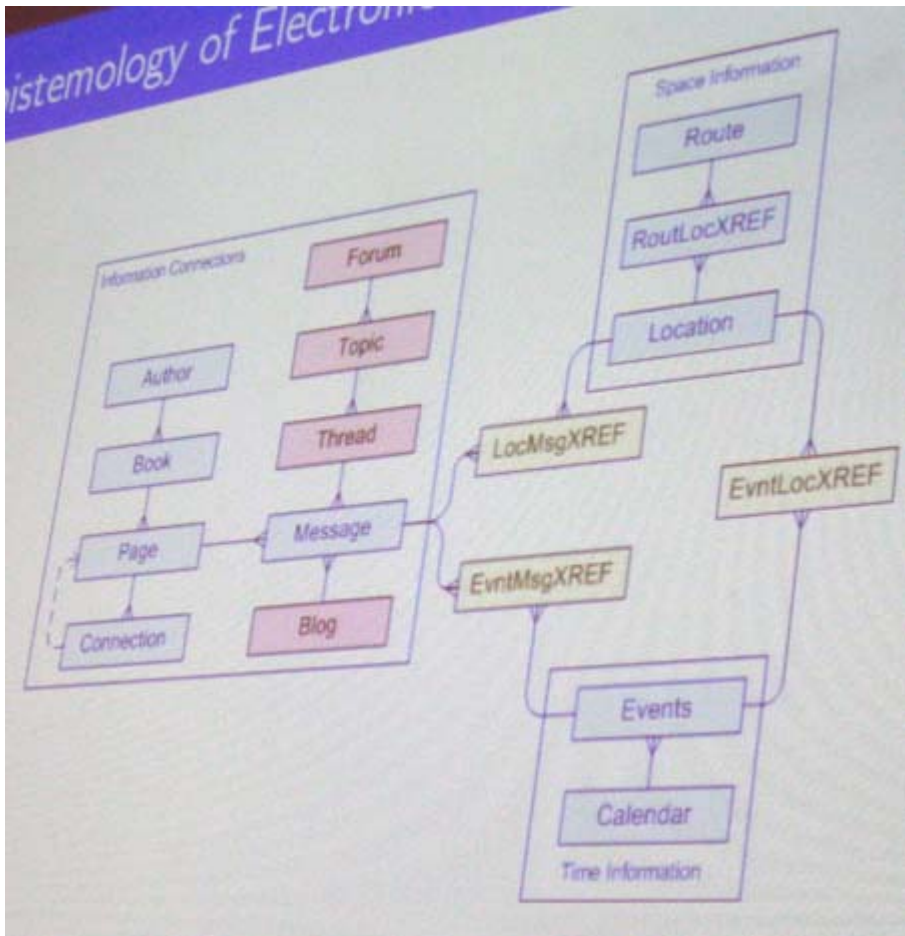 istemology of Electronic
Space Information
Route
RoutLocXREF
Location
Information Connections
Forum
Topic
Thread
Message
Blog
Author
Book
Page
Connection
LocMsgXREF
EvntMsgXREF
EvntLocXREF
Events
Calendar
Time Information